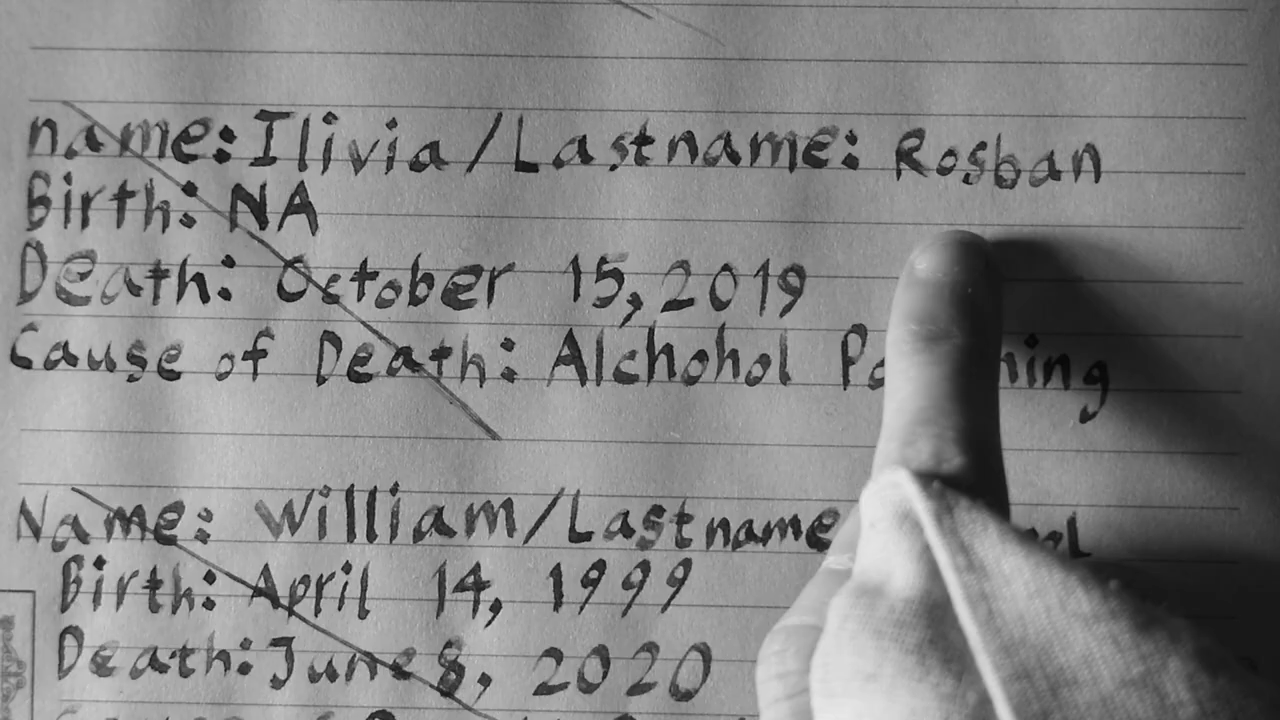 name: Ilivia/Lastname: Rosban
Birth: NA
Death: October 15, 2019
Cause of Death: Alchohol
Name: William/Lastname
Birth: April 14, 1999
Death: June 8, 2020